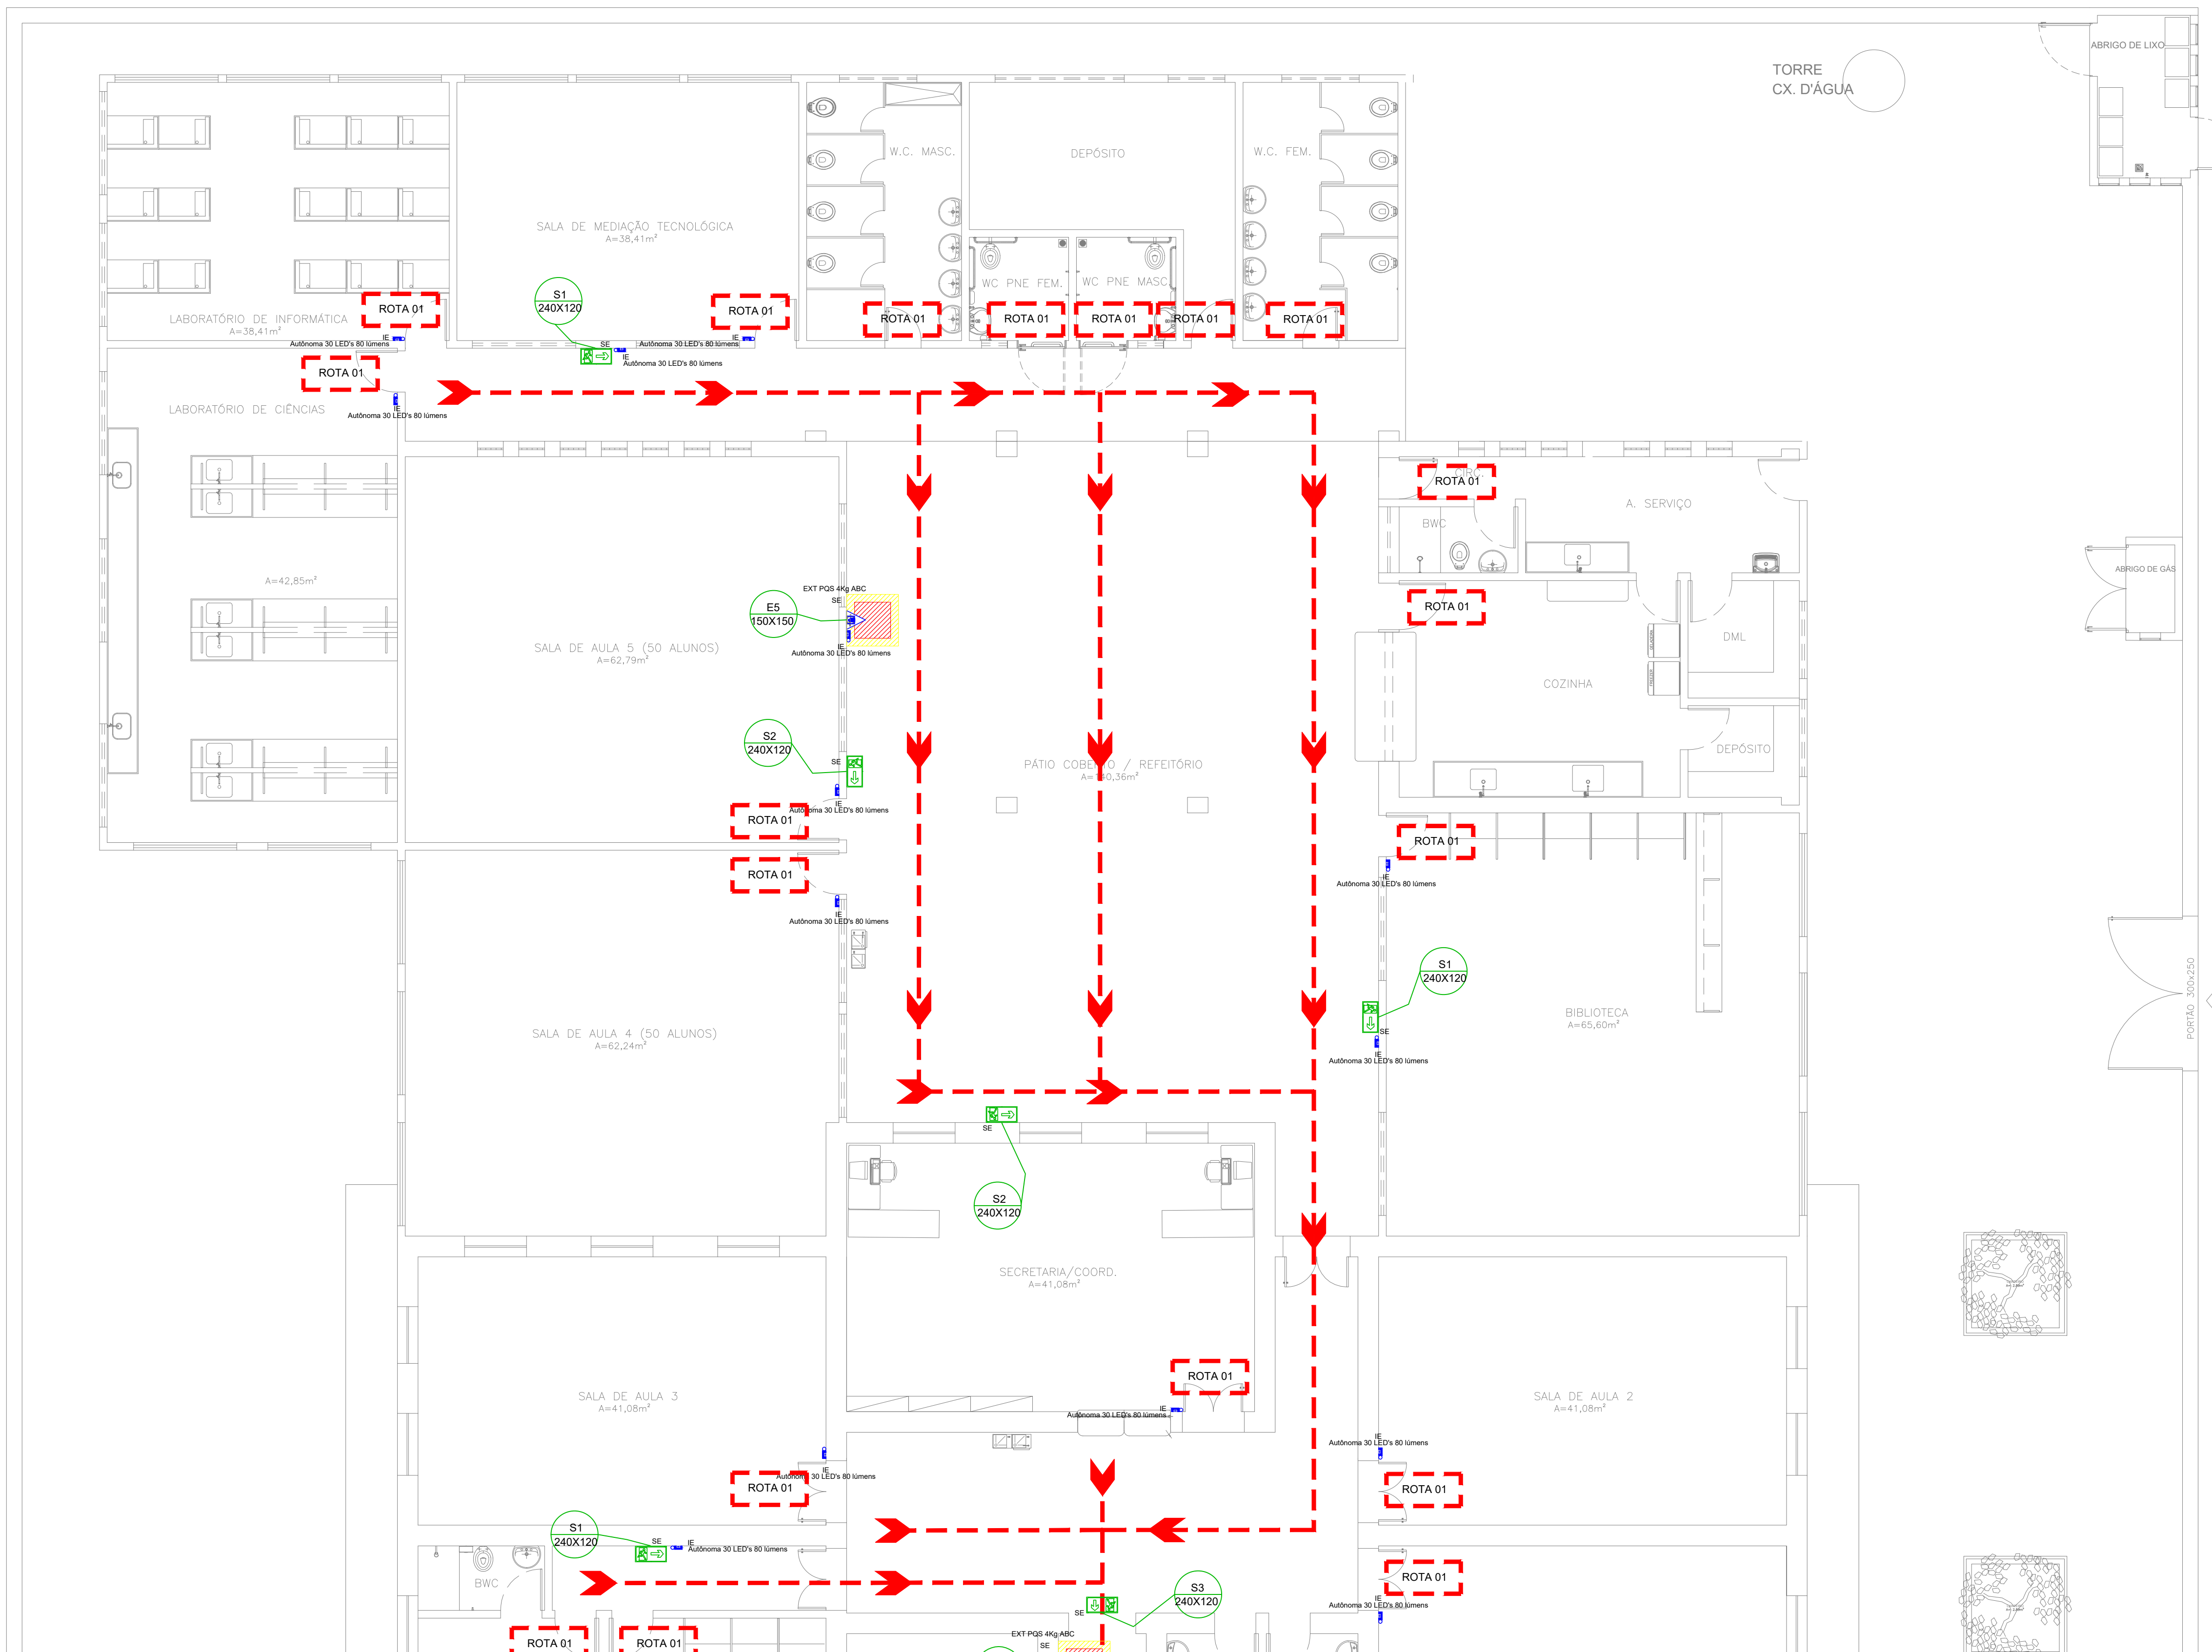 ABRIGO DE LIXO
TORRE
CX. D'ÁGUA
W.C. MASC.
DEPÓSITO
W.C. FEM.
SALA DE MEDIAÇÃO TECNOLÓGICA
A=38,41m²
WC PNE FEM.
WC PNE MASC.
S1
240X120
LABORATÓRIO DE INFORMÁTICA
A=38,41m²
ROTA 01
ROTA 01
ROTA 01
ROTA 01
ROTA 01
ROTA 01
ROTA 01
IE
Autônoma 30 LED's 80 lúmens
SE
IE
Autônoma 30 LED's 80 lúmens
IE
Autônoma 30 LED's 80 lúmens
ROTA 01
IE
Autônoma 30 LED's 80 lúmens
LABORATÓRIO DE CIÊNCIAS
A=42,85m²
CIRC.
ROTA 01
A. SERVIÇO
BWC
ABRIGO DE GÁS
EXT PQS 4Kg ABC
SE
E5
150X150
IE
Autônoma 30 LED's 80 lúmens
ROTA 01
DML
SALA DE AULA 5 (50 ALUNOS)
A=62,79m²
COZINHA
DEPÓSITO
S2
240X120
SE
PÁTIO COBERTO / REFEITÓRIO
A=140,36m²
IE
Autônoma 30 LED's 80 lúmens
ROTA 01
ROTA 01
ROTA 01
IE
Autônoma 30 LED's 80 lúmens
IE
Autônoma 30 LED's 80 lúmens
S1
240X120
PORTÃO 300x250
BIBLIOTECA
A=65,60m²
SE
IE
Autônoma 30 LED's 80 lúmens
SALA DE AULA 4 (50 ALUNOS)
A=62,24m²
SE
S2
240X120
SECRETARIA/COORD.
A=41,08m²
ROTA 01
SALA DE AULA 3
A=41,08m²
SALA DE AULA 2
A=41,08m²
IE
Autônoma 30 LED's 80 lúmens
IE
Autônoma 30 LED's 80 lúmens
IE
Autônoma 30 LED's 80 lúmens
ROTA 01
ROTA 01
S1
240X120
SE
IE
Autônoma 30 LED's 80 lúmens
BWC
ROTA 01
S3
240X120
IE
Autônoma 30 LED's 80 lúmens
SE
EXT PQS 4Kg ABC
SE
ROTA 01
ROTA 01